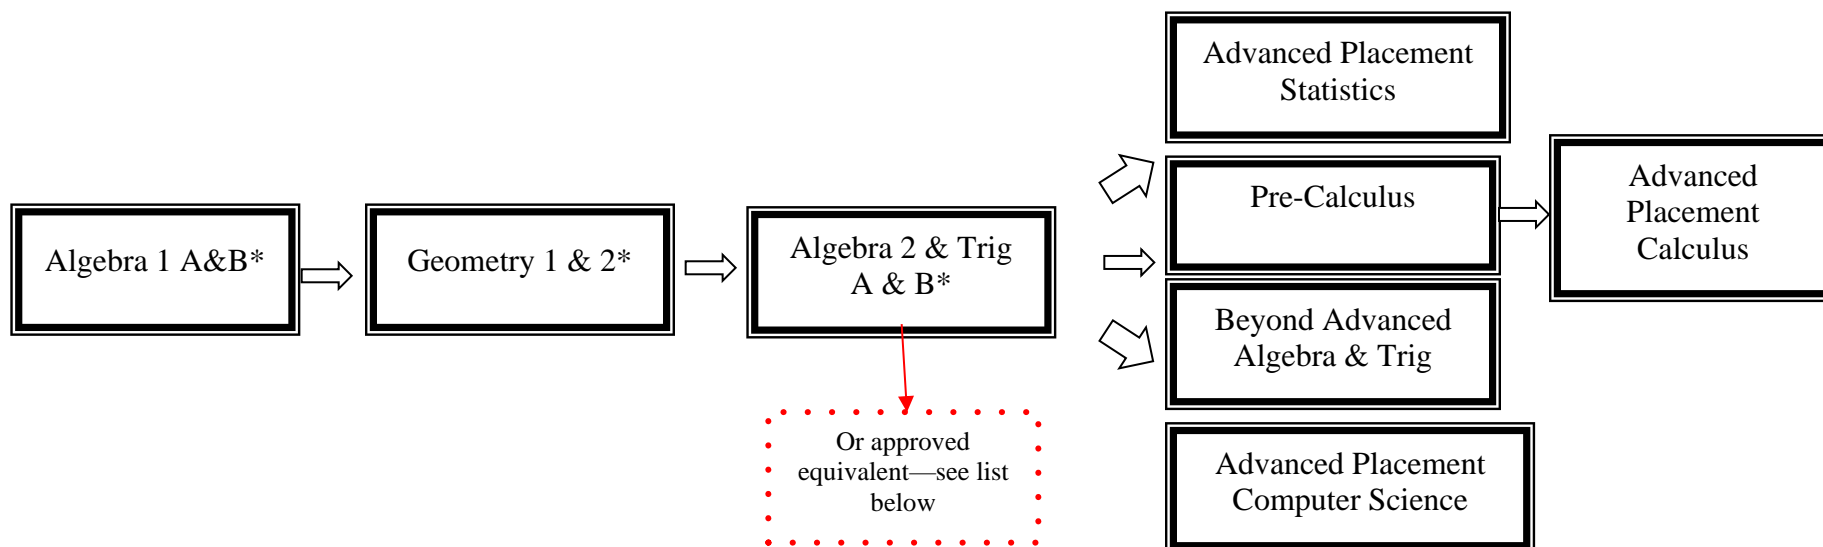 Algebra 1 A&B*
Geometry 1 & 2*
Algebra 2 & Trig
A & B*
Or approved
equivalent—see list
below
Advanced Placement
Statistics
Pre-Calculus
Beyond Advanced
Algebra & Trig
Advanced Placement
Computer Science
Advanced
Placement
Calculus